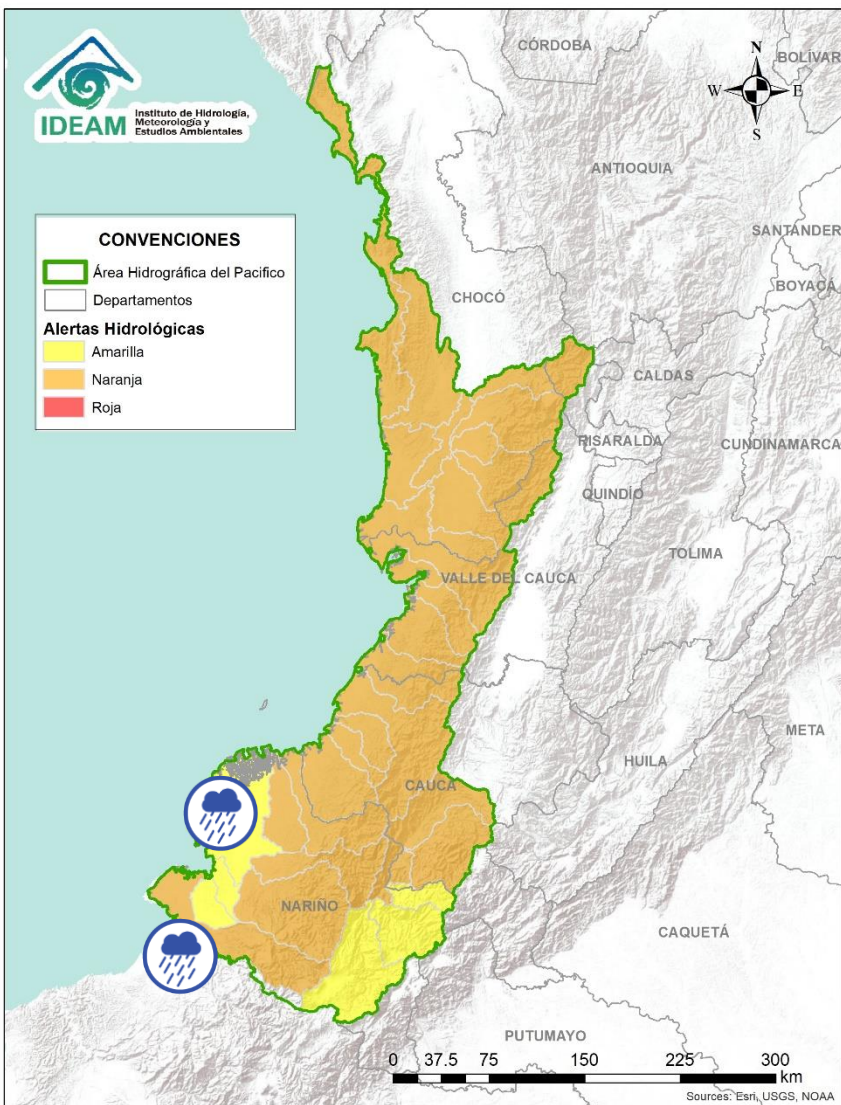 IDEAM
Instituto de Hidrología,
Meteorología y
Estudios Ambientales
CÓRDOBA
BOLÍVAR
N
W
E
S
ANTIOQUIA
SANTANDER
BOYACÁ
CONVENCIONES
Área Hidrográfica del Pacifico
Departamentos
Alertas Hidrológicas
Amarilla
Naranja
Roja
CHOCÓ
CALDAS
RISARALDA
CUNDINAMARCA
QUINDÍO
TOLIMA
VALLE DEL CAUCA
META
HUILA
CAUCA
NARIÑO
CAQUETÁ
PUTUMAYO
0 37.5 75 150 225 300
km
Sources: Esri, USGS, NOAA